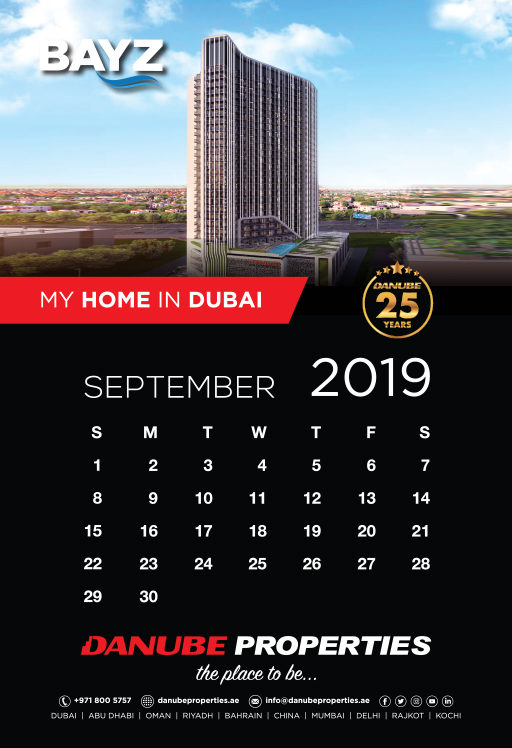 BAYZ
MY HOME IN DUBAI
DANUBE
25
YEARS
SEPTEMBER 2019
S M T W T F S
1 2 3 4 5 6 7
8 9 10 11 12 13 14
15 16 17 18 19 20 21
22 23 24 25 26 27 28
29 30
DANUBE PROPERTIES
the place to be...
+971 800 5757 danubeproperties.ae info@danubeproperties.ae
DUBAI | ABU DHABI | OMAN | RIYADH | BAHRAIN | CHINA | MUMBAI | DELHI | RAJKOT | KOCHI